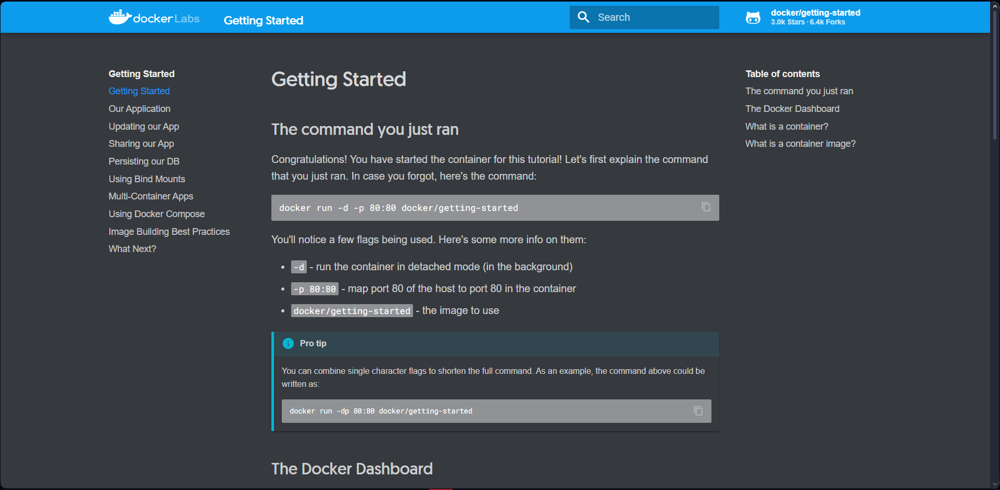 docker Labs
Getting Started
Search
docker/getting-started
3.0k Stars · 6.4k Forks
Getting Started
Getting Started
Our Application
Updating our App
Sharing our App
Persisting our DB
Using Bind Mounts
Multi-Container Apps
Using Docker Compose
Image Building Best Practices
What Next?
Getting Started
The command you just ran
Congratulations! You have started the container for this tutorial! Let's first explain the command
that you just ran. In case you forgot, here's the command:
docker run -d -p 80:80 docker/getting-started
You'll notice a few flags being used. Here's some more info on them:
• -d - run the container in detached mode (in the background)
• -p 80:80 - map port 80 of the host to port 80 in the container
• docker/getting-started - the image to use
Pro tip
You can combine single character flags to shorten the full command. As an example, the command above could be
written as:
docker run -dp 80:80 docker/getting-started
The Docker Dashboard
Table of contents
The command you just ran
The Docker Dashboard
What is a container?
What is a container image?